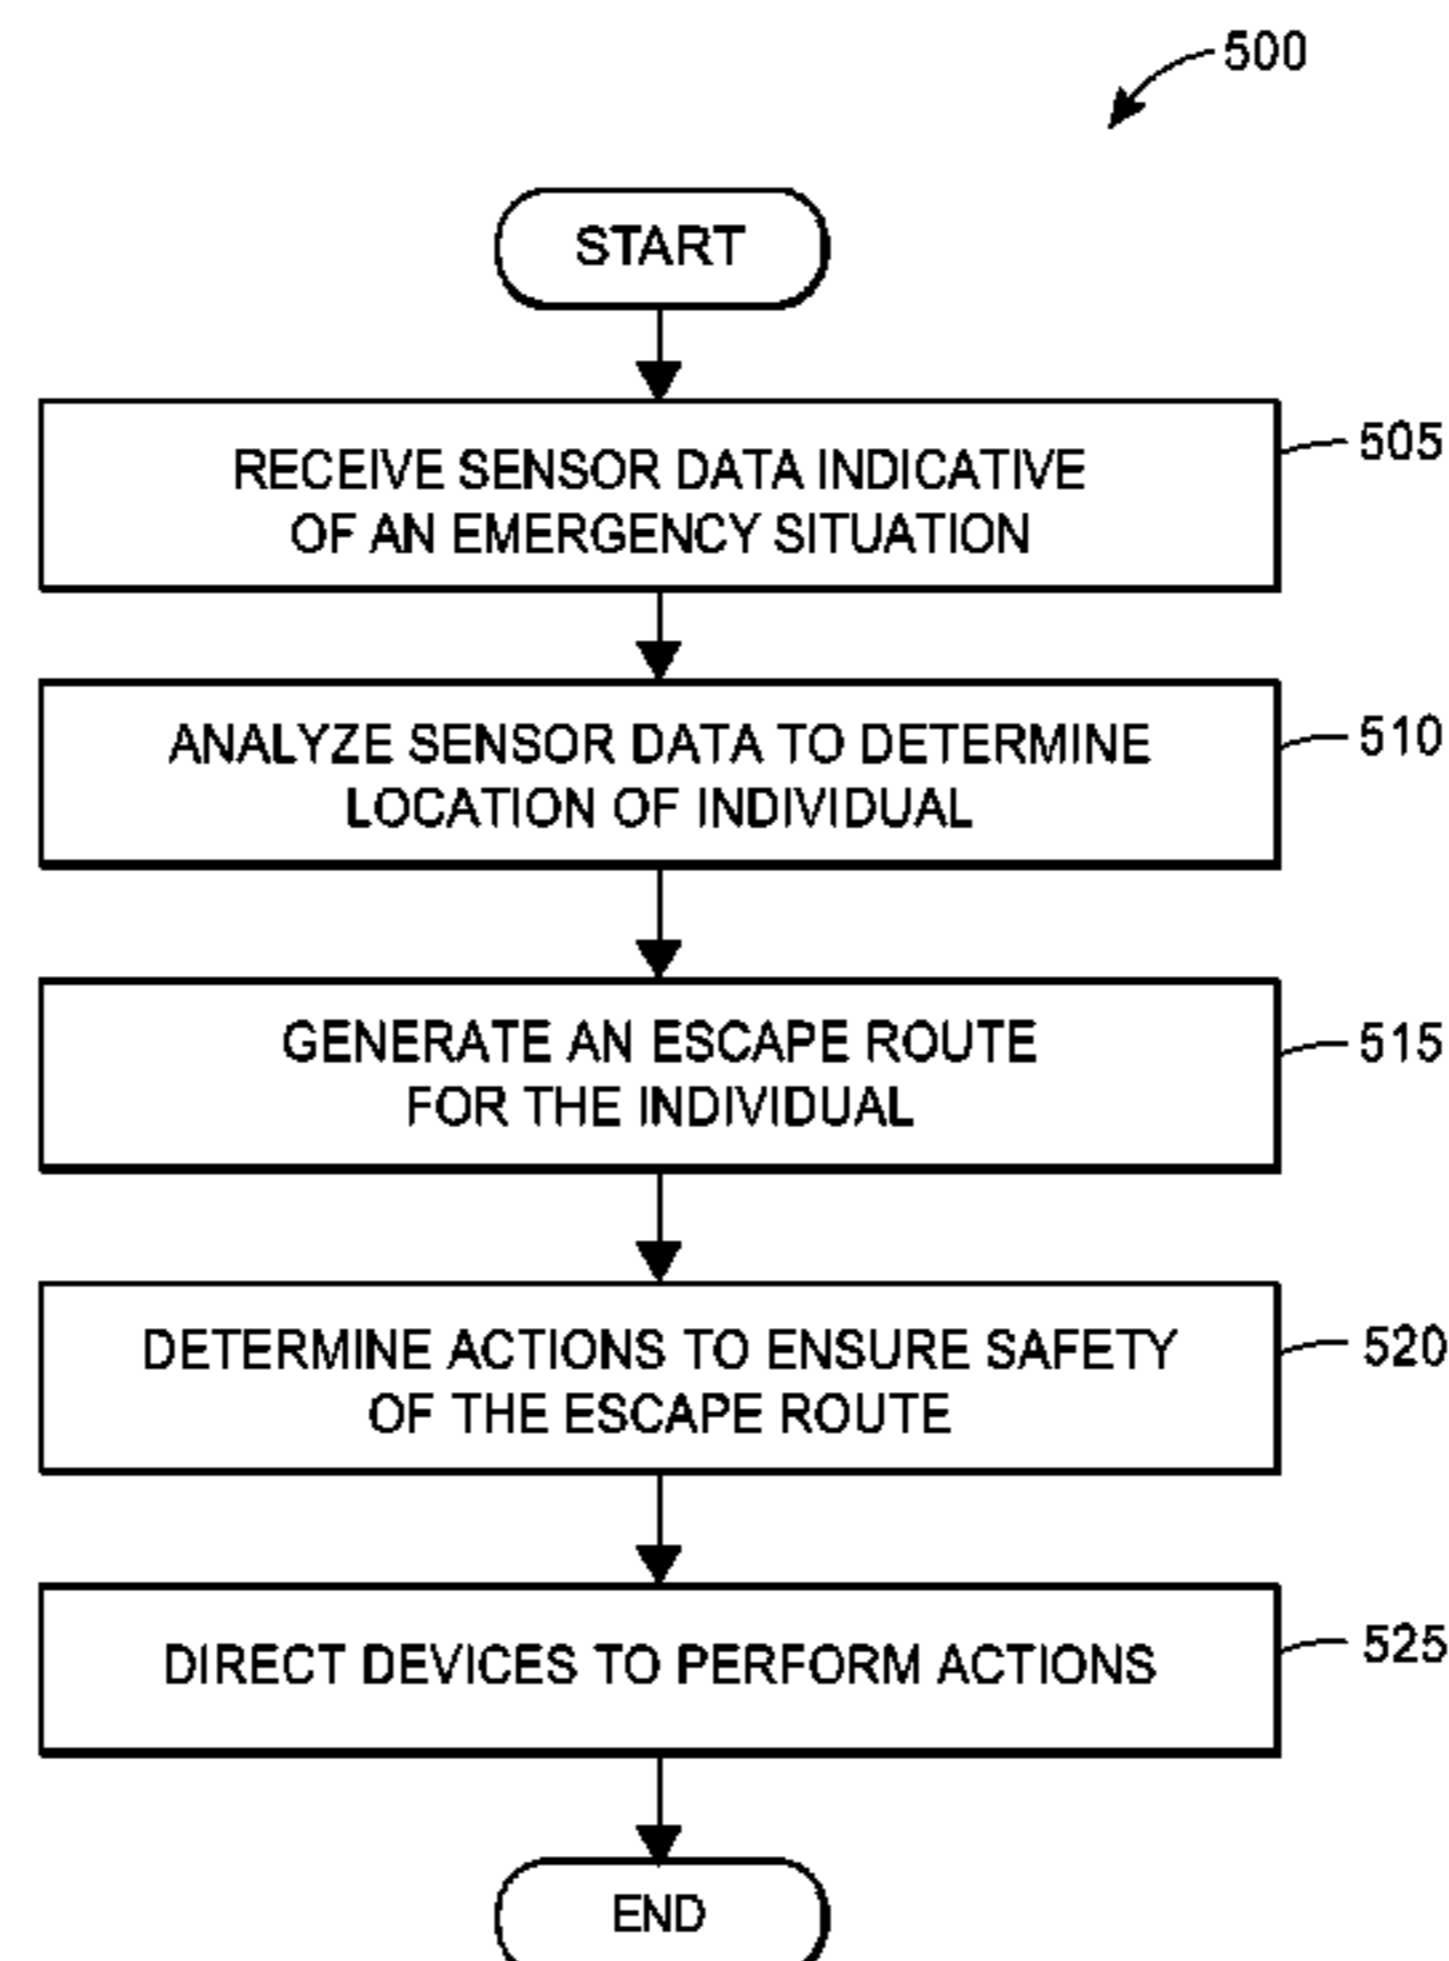 500
START
RECEIVE SENSOR DATA INDICATIVE
OF AN EMERGENCY SITUATION
505
ANALYZE SENSOR DATA TO DETERMINE
LOCATION OF INDIVIDUAL
510
GENERATE AN ESCAPE ROUTE
FOR THE INDIVIDUAL
515
DETERMINE ACTIONS TO ENSURE SAFETY
OF THE ESCAPE ROUTE
520
DIRECT DEVICES TO PERFORM ACTIONS
525
END